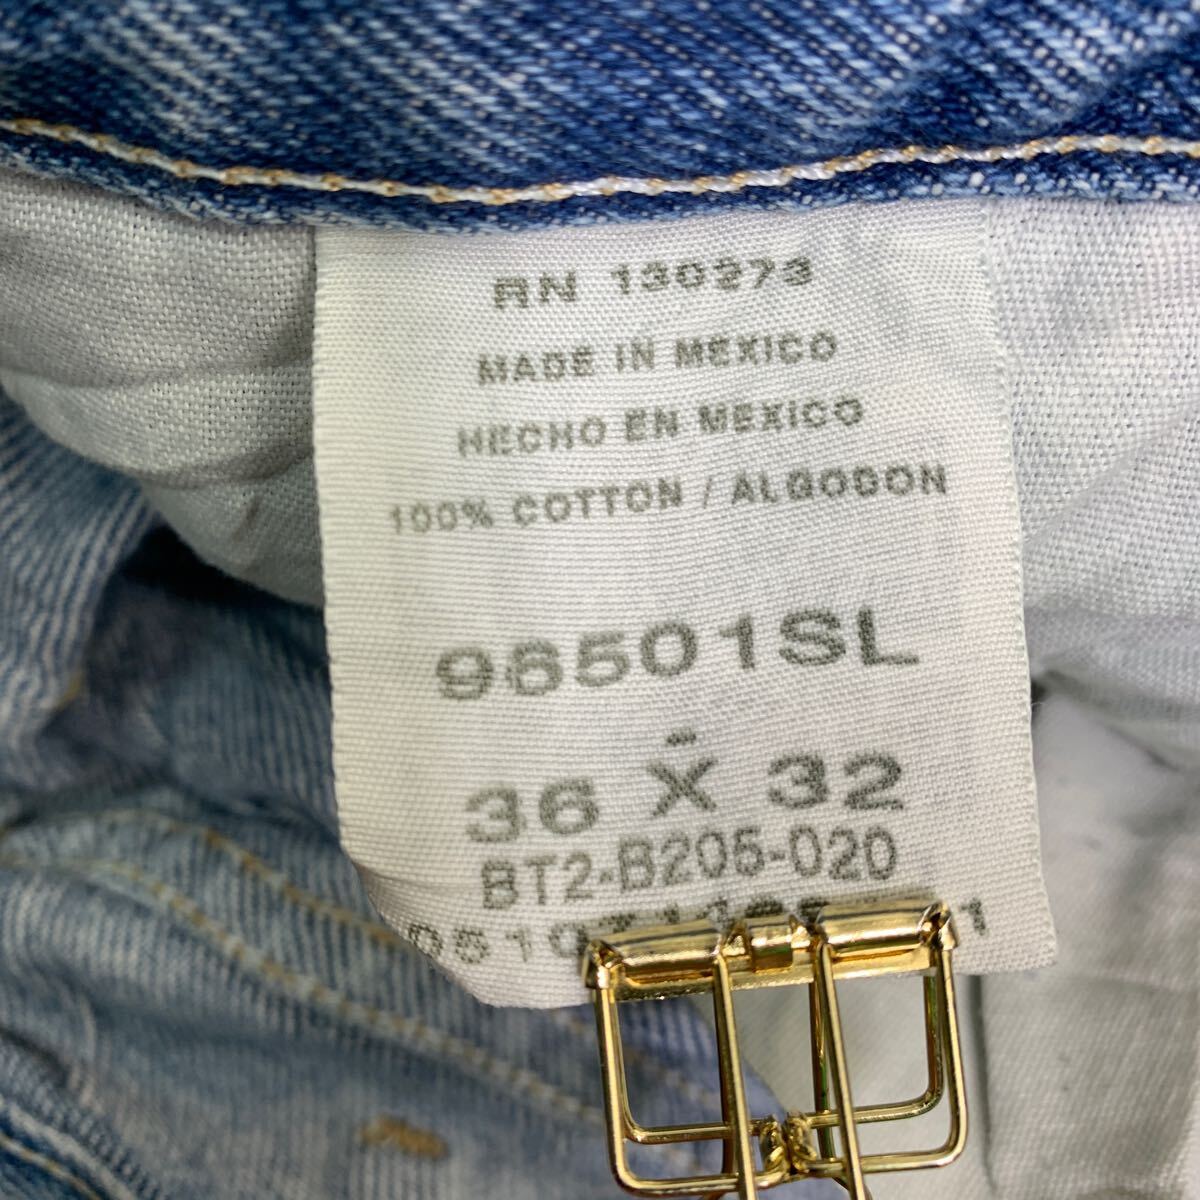 RN 130273
MADE IN MEXICO
HECHO EN MEXICO
100% COTTON / ALGODON
96501SL
36 X 32
BT2-B205-020